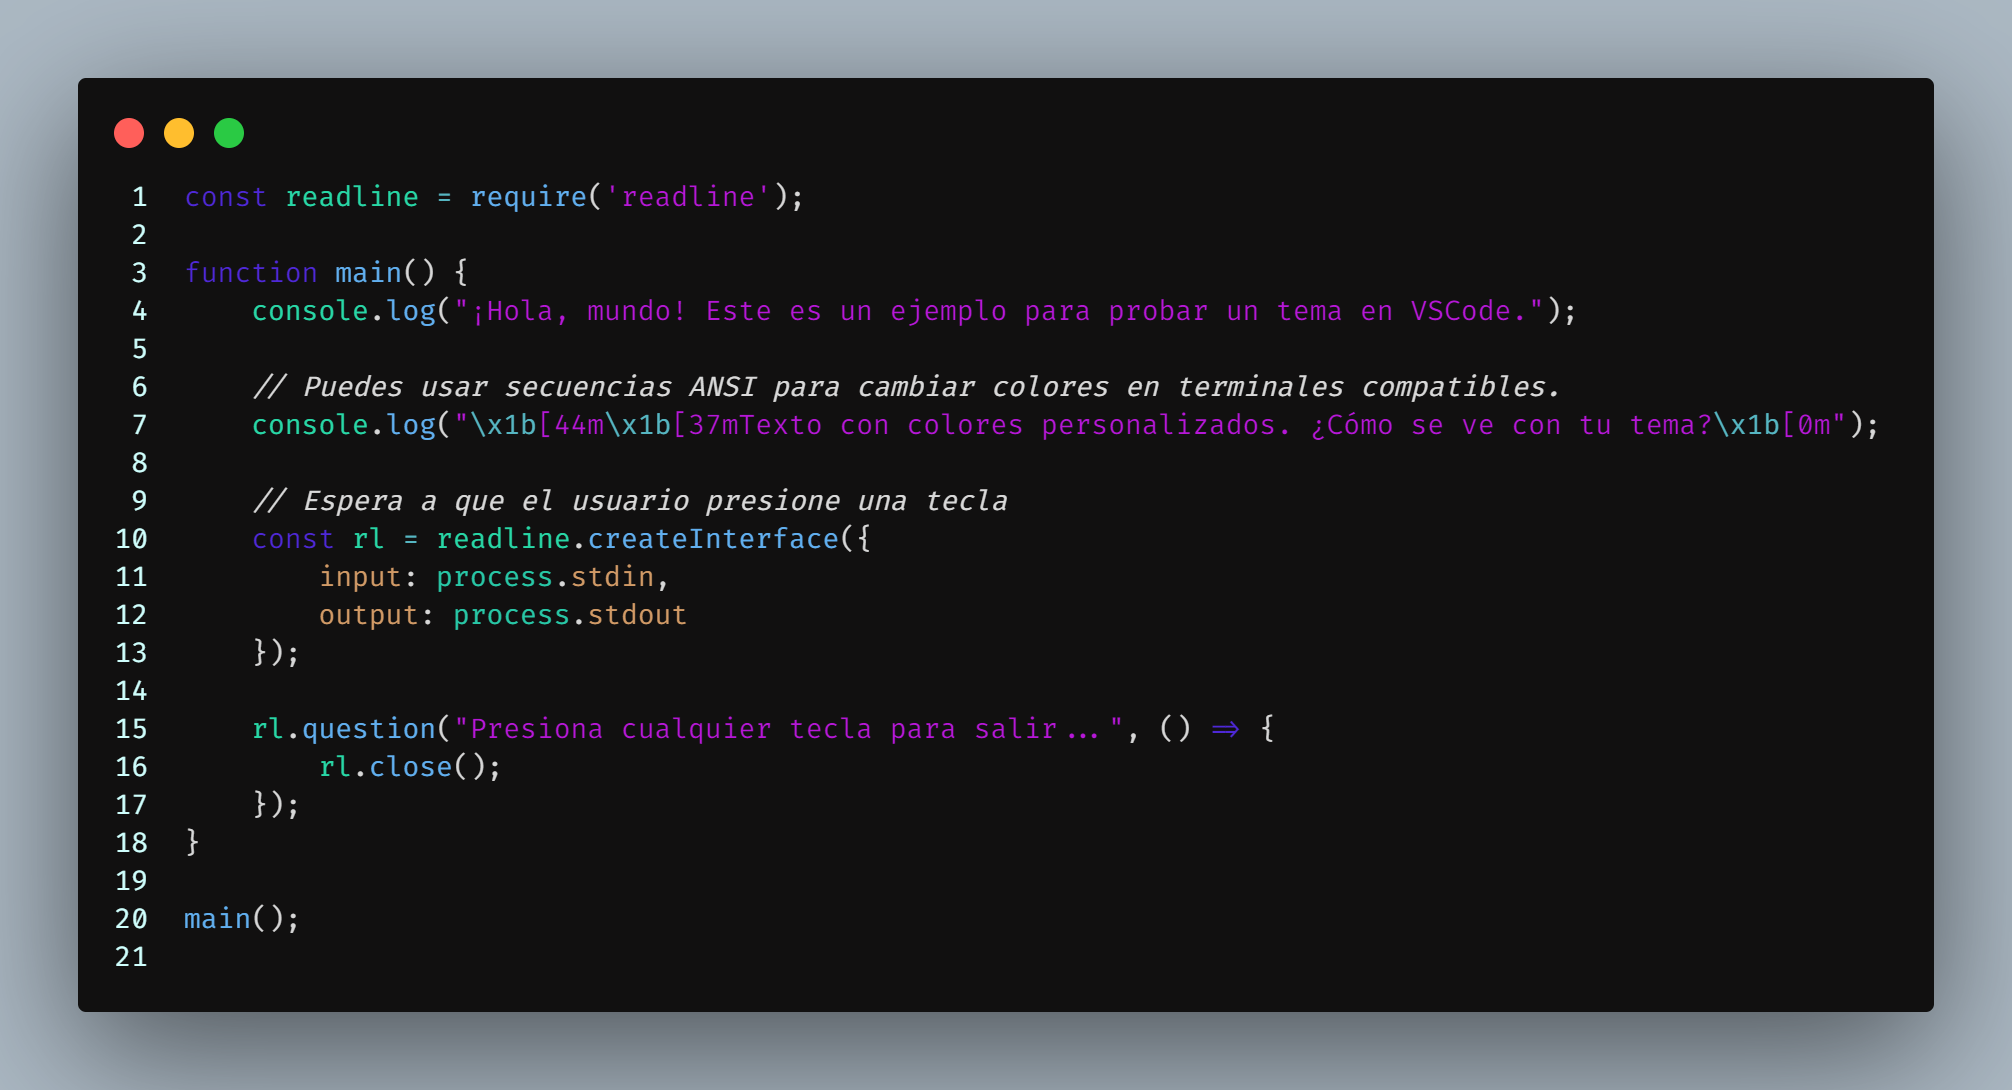 1 const readline = require('readline');
2
3 function main() {
4     console.log("¡Hola, mundo! Este es un ejemplo para probar un tema en VSCode.");
5
6     // Puedes usar secuencias ANSI para cambiar colores en terminales compatibles.
7     console.log("\x1b[44m\x1b[37mTexto con colores personalizados. ¿Cómo se ve con tu tema?\x1b[0m");
8
9     // Espera a que el usuario presione una tecla
10     const rl = readline.createInterface({
11         input: process.stdin,
12         output: process.stdout
13     });
14
15     rl.question("Presiona cualquier tecla para salir...", () => {
16         rl.close();
17     });
18 }
19
20 main();
21